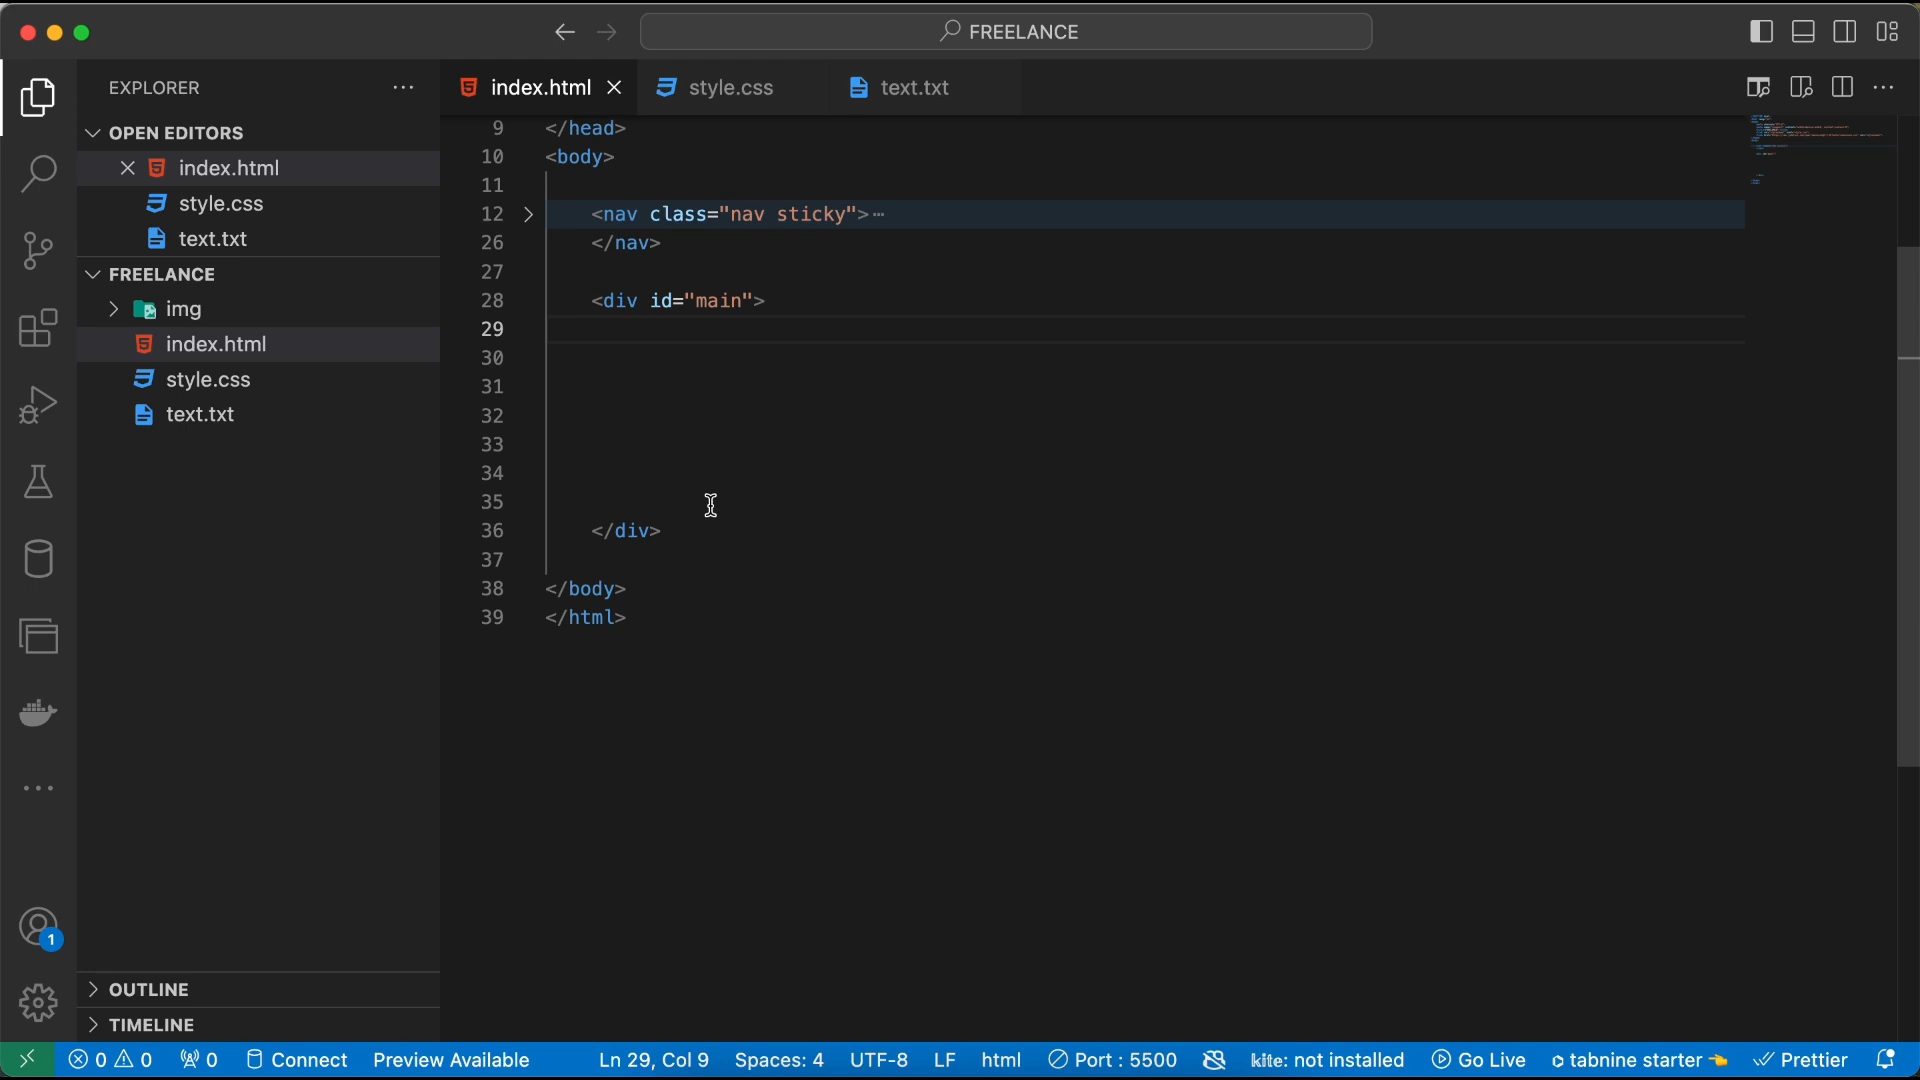 FREELANCE
EXPLORER
index.html
style.css
text.txt
OPEN EDITORS
index.html
style.css
text.txt
FREELANCE
img
index.html
style.css
text.txt
9 </head>
10 <body>
11
12 <nav class="nav sticky">⋯
26 </nav>
27
28 <div id="main">
29
30
31
32
33
34
35
36 </div>
37
38 </body>
39 </html>
1
OUTLINE
TIMELINE
0 0 0 Connect Preview Available Ln 29, Col 9 Spaces: 4 UTF-8 LF html Port : 5500 kite: not installed Go Live tabnine starter Prettier